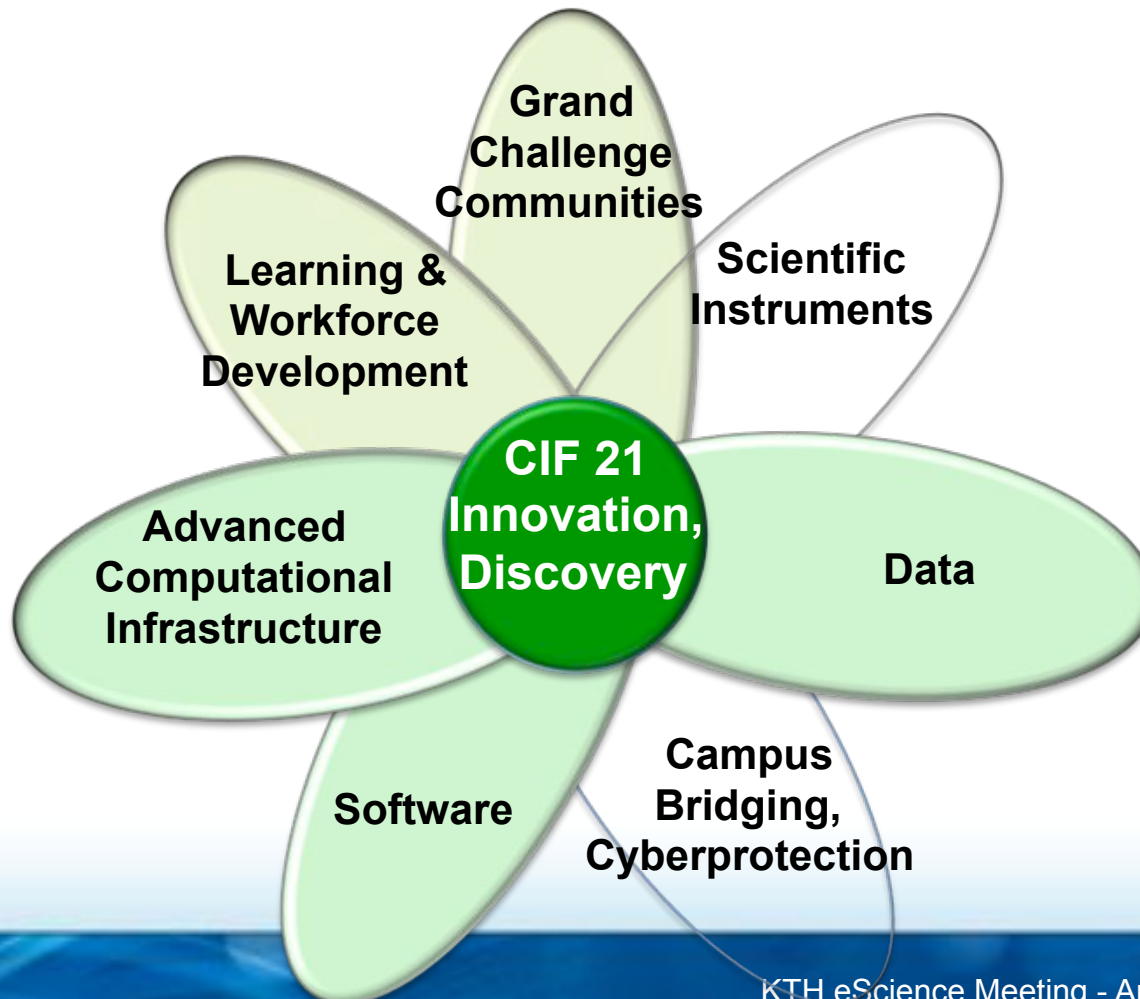 Grand
Challenge
Communities
Scientific
Instruments
Learning &
Workforce
Development
CIF 21
Innovation,
Discovery
Advanced
Computational
Infrastructure
Data
Campus
Bridging,
Cyberprotection
Software
KTH eScience Meeting -